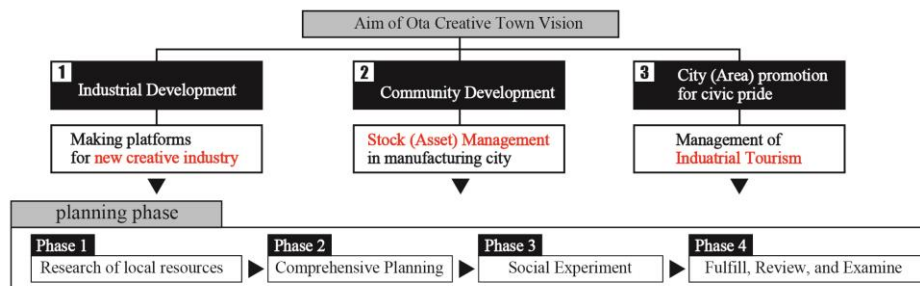 Aim of Ota Creative Town Vision
1
Industrial Development
2
Community Development
3
City (Area) promotion
for civic pride
Making platforms
for new creative industry
Stock (Asset) Management
in manufacturing city
Management of
Induatrial Tourism
planning phase
Phase 1
Research of local resources
Phase 2
Comprehensive Planning
Phase 3
Social Experiment
Phase 4
Fulfill, Review, and Examine